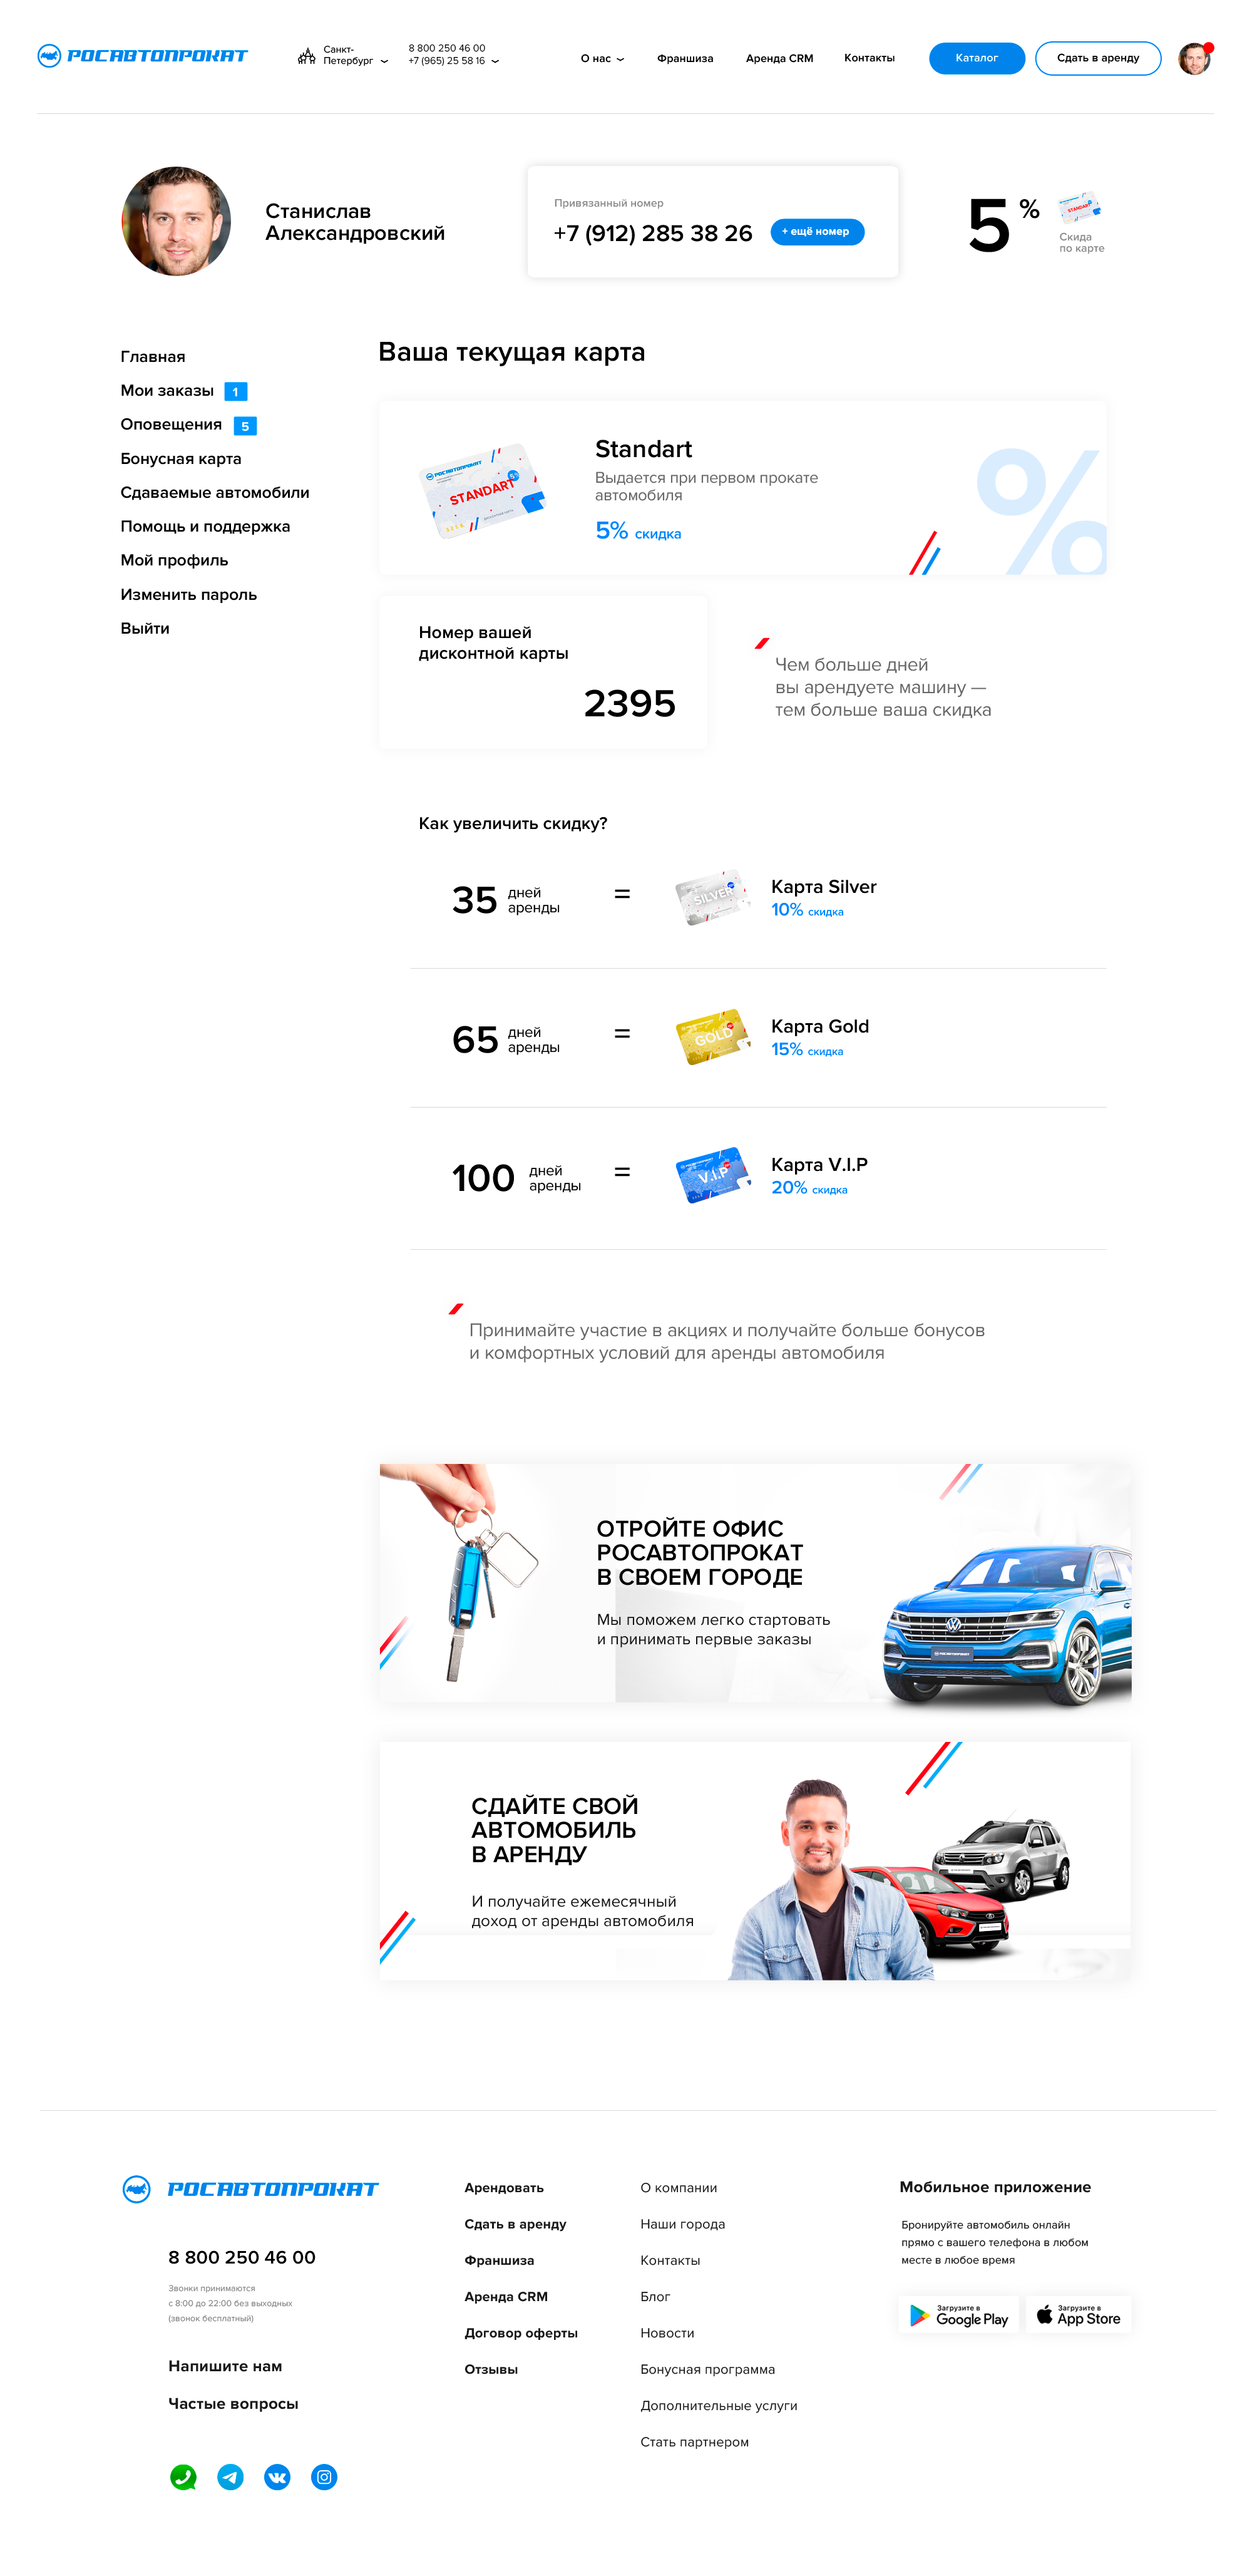 РОСАВТОПРОКАТ
Санкт-
Петербург
8 800 250 46 00
+7 (965) 25 58 16
О нас
Франшиза
Аренда CRM
Контакты
Каталог
Сдать в аренду
Станислав
Александровский
Привязанный номер
+7 (912) 285 38 26
+ ещё номер
5 %
STANDART
Скида
по карте
Главная
Мои заказы 1
Оповещения 5
Бонусная карта
Сдаваемые автомобили
Помощь и поддержка
Мой профиль
Изменить пароль
Выйти
Ваша текущая карта
РОСАВТОПРОКАТ
STANDART
Standart
Выдается при первом прокате
автомобиля
5% скидка
%
Номер вашей
дисконтной карты
2395
Чем больше дней
вы арендуете машину —
тем больше ваша скидка
Как увеличить скидку?
35 дней
аренды
=
SILVER
Карта Silver
10% скидка
65 дней
аренды
=
GOLD
Карта Gold
15% скидка
100 дней
аренды
=
V.I.P
Карта V.I.P
20% скидка
Принимайте участие в акциях и получайте больше бонусов
и комфортных условий для аренды автомобиля
ОТРОЙТЕ ОФИС
РОСАВТОПРОКАТ
В СВОЕМ ГОРОДЕ
Мы поможем легко стартовать
и принимать первые заказы
РОСАВТОПРОКАТ
СДАЙТЕ СВОЙ
АВТОМОБИЛЬ
В АРЕНДУ
И получайте ежемесячный
доход от аренды автомобиля
РОСАВТОПРОКАТ
8 800 250 46 00
Звонки принимаются
с 8:00 до 22:00 без выходных
(звонок бесплатный)
Напишите нам
Частые вопросы
Арендовать
Сдать в аренду
Франшиза
Аренда CRM
Договор оферты
Отзывы
О компании
Наши города
Контакты
Блог
Новости
Бонусная программа
Дополнительные услуги
Стать партнером
Мобильное приложение
Бронируйте автомобиль онлайн
прямо с вашего телефона в любом
месте в любое время
Загрузите в
Google Play
Загрузите в
App Store